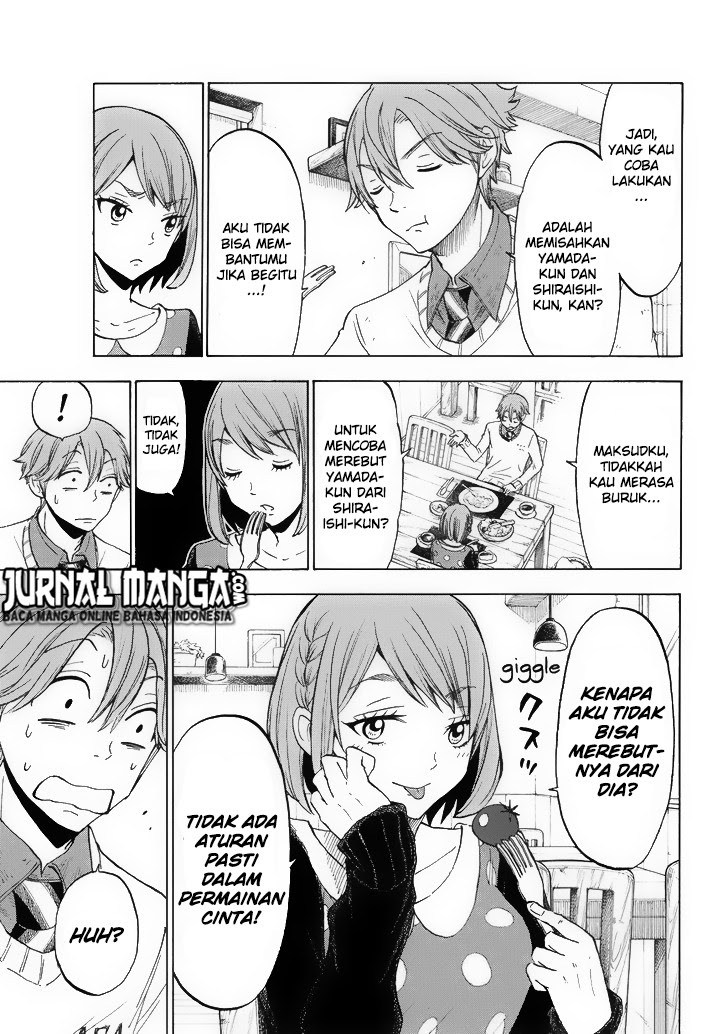 JADI,
YANG KAU
COBA
LAKUKAN
...
ADALAH
MEMISAHKAN
YAMADA-
KUN DAN
SHIRAISHI-
KUN, KAN?
AKU TIDAK
BISA MEM-
BANTUMU
JIKA BEGITU
...!
MAKSUDKU,
TIDAKKAH
KAU MERASA
BURUK...
UNTUK
MENCOBA
MEREBUT
YAMADA-
KUN DARI
SHIRA-
ISHI-KUN?
TIDAK,
TIDAK
JUGA!
!
JURNAL MANGA.COM
BACA MANGA ONLINE BAHASA INDONESIA
KENAPA
AKU TIDAK
BISA
MEREBUT-
NYA DARI
DIA?
giggle
クスッ
TIDAK ADA
ATURAN
PASTI
DALAM
PERMAINAN
CINTA!
HUH?